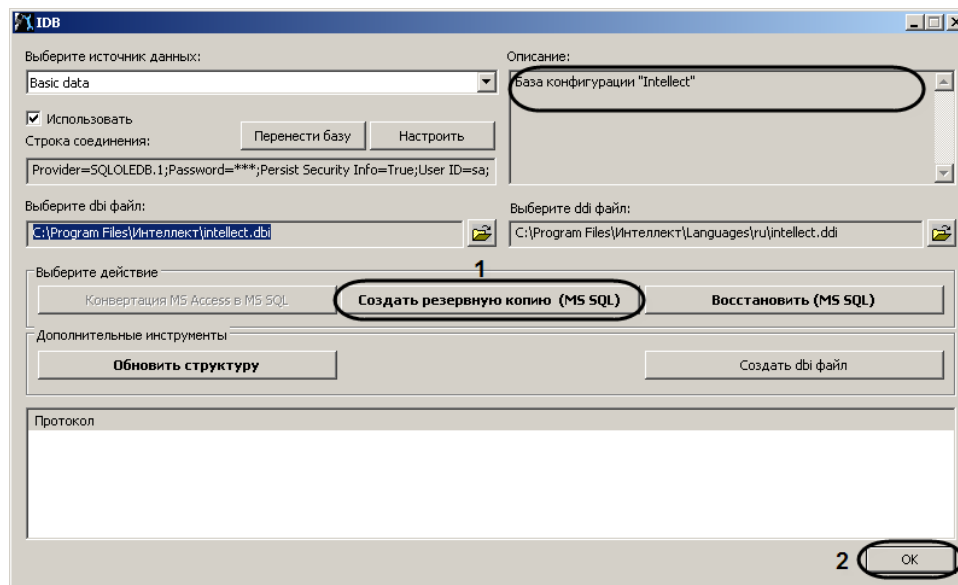 IDB
Выберите источник данных:
Описание:
Basic data
База конфигурации "Intellect"
Использовать
Строка соединения:
Перенести базу
Настроить
Provider=SQLOLEDB.1;Password=***;Persist Security Info=True;User ID=sa;
Выберите dbi файл:
Выберите ddi файл:
C:\Program Files\Интеллект\intellect.dbi
C:\Program Files\Интеллект\Languages\ru\intellect.ddi
1
Выберите действие
Конвертация MS Access в MS SQL
Создать резервную копию (MS SQL)
Восстановить (MS SQL)
Дополнительные инструменты
Обновить структуру
Создать dbi файл
Протокол
2
OK